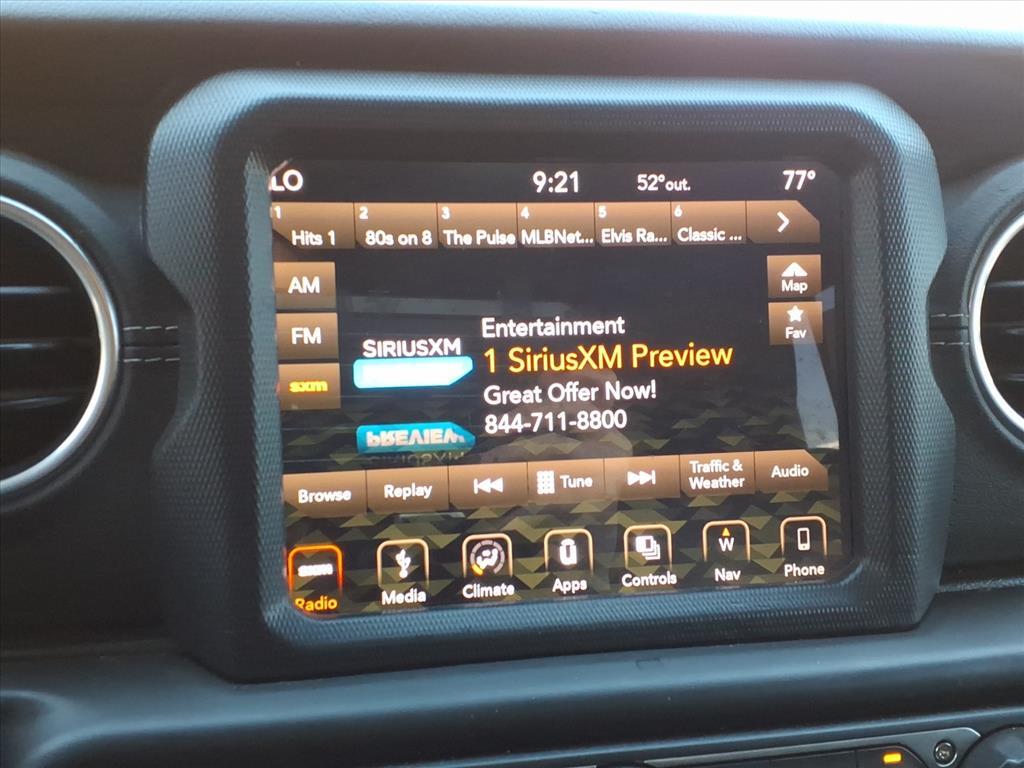 LO 9:21 52°out. 77°
1 2 3 4 5 6
Hits 1 80s on 8 The Pulse MLBNet... Elvis Ra... Classic ...
AM
Map
FM
Fav
sxm
SIRIUSXM
Entertainment
1 SiriusXM Preview
Great Offer Now!
844-711-8800
PREVIEW
SIRIUSXM
Browse Replay Tune Traffic & Weather Audio
sxm W
Radio Media Climate Apps Controls Nav Phone